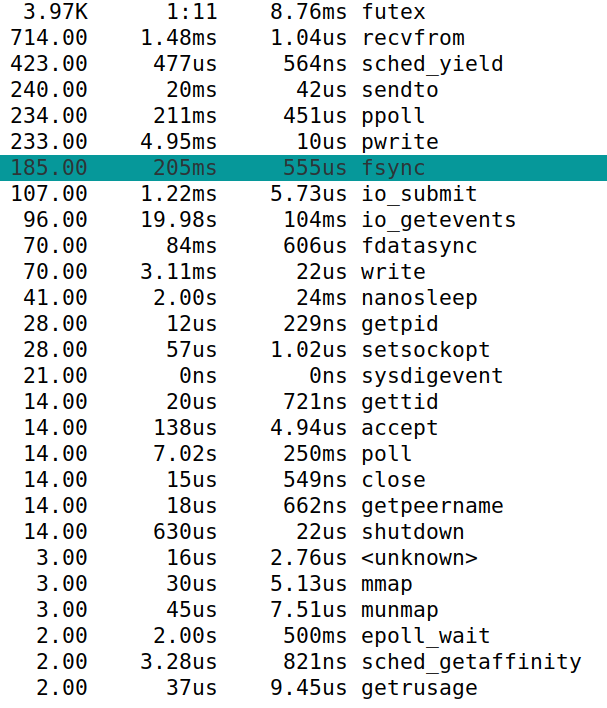 3.97K 1:11 8.76ms futex
714.00 1.48ms 1.04us recvfrom
423.00 477us 564ns sched_yield
240.00 20ms 42us sendto
234.00 211ms 451us ppoll
233.00 4.95ms 10us pwrite
185.00 205ms 555us fsync
107.00 1.22ms 5.73us io_submit
96.00 19.98s 104ms io_getevents
70.00 84ms 606us fdatasync
70.00 3.11ms 22us write
41.00 2.00s 24ms nanosleep
28.00 12us 229ns getpid
28.00 57us 1.02us setsockopt
21.00 0ns 0ns sysdigevent
14.00 20us 721ns gettid
14.00 138us 4.94us accept
14.00 7.02s 250ms poll
14.00 15us 549ns close
14.00 18us 662ns getpeername
14.00 630us 22us shutdown
3.00 16us 2.76us <unknown>
3.00 30us 5.13us mmap
3.00 45us 7.51us munmap
2.00 2.00s 500ms epoll_wait
2.00 3.28us 821ns sched_getaffinity
2.00 37us 9.45us getrusage